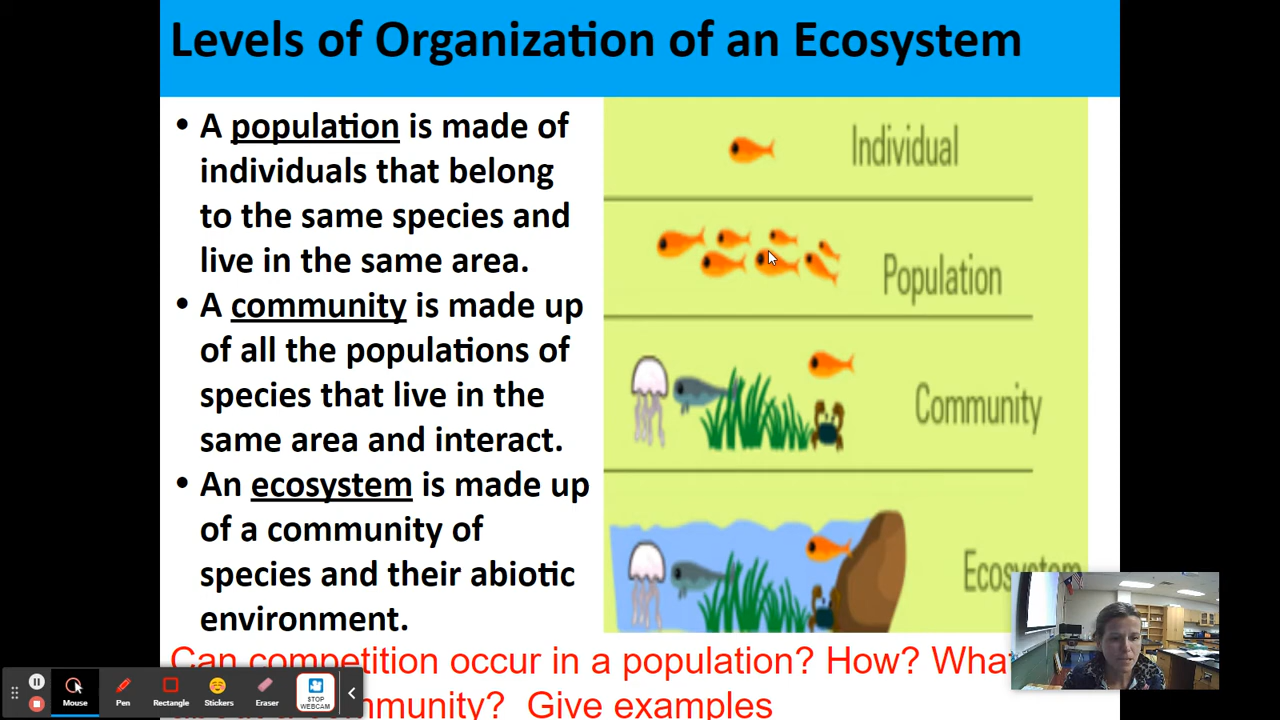 Levels of Organization of an Ecosystem
• A population is made of
individuals that belong
to the same species and
live in the same area.
• A community is made up
of all the populations of
species that live in the
same area and interact.
• An ecosystem is made up
of a community of
species and their abiotic
environment.
Individual
Population
Community
Ecosystem
Can competition occur in a population? How? What
community? Give examples
Mouse
Pen
Rectangle
Stickers
Eraser
STOP
WEBCAM